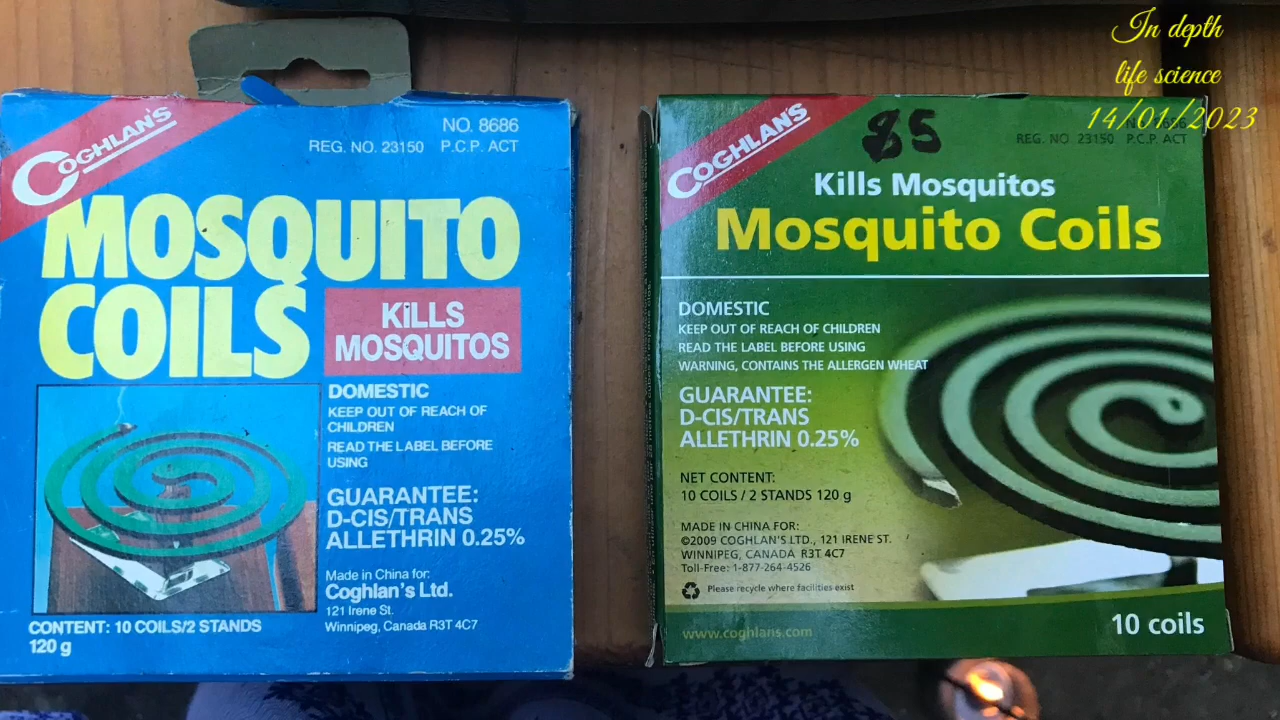 In depth
life science
14/01/2023
COGHLAN'S
NO. 8686
REG. NO. 23150 P.C.P. ACT
MOSQUITO
COILS
KiLLS
MOSQUITOS
DOMESTIC
KEEP OUT OF REACH OF
CHILDREN
READ THE LABEL BEFORE
USING
GUARANTEE:
D-CIS/TRANS
ALLETHRIN 0.25%
Made in China for:
Coghlan's Ltd.
121 Irene St.
Winnipeg, Canada R3T 4C7
CONTENT: 10 COILS/2 STANDS
120 g
COGHLAN'S
85
REG. NO. 23150 P.C.P. ACT
Kills Mosquitos
Mosquito Coils
DOMESTIC
KEEP OUT OF REACH OF CHILDREN
READ THE LABEL BEFORE USING
WARNING, CONTAINS THE ALLERGEN WHEAT
GUARANTEE:
D-CIS/TRANS
ALLETHRIN 0.25%
NET CONTENT:
10 COILS / 2 STANDS 120 g
MADE IN CHINA FOR:
©2009 COGHLAN'S LTD., 121 IRENE ST.
WINNIPEG, CANADA R3T 4C7
Toll-Free: 1-877-264-4526
Please recycle where facilities exist
www.coghlans.com
10 coils